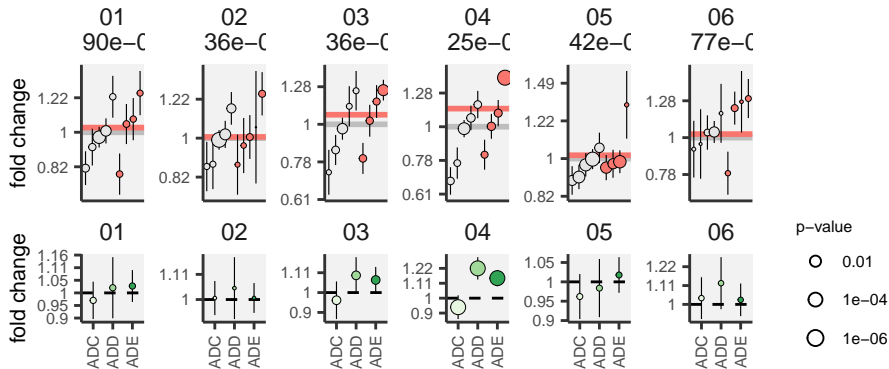 01 02 03 04 05 06
90e−0 36e−0 36e−0 25e−0 42e−0 77e−0
fold change
1.22 1 0.82
1.22 1 0.82
1.28 1 0.78 0.61
1.28 1 0.78 0.61
1.49 1.22 1 0.82
1.28 1 0.78
01 02 03 04 05 06
fold change
1.16 1.11 1.05 1 0.95 0.9
1.11 1
1.11 1 0.9
1.22 1.11 1 0.9
1.05 1 0.95 0.9
1.22 1.11 1
ADC ADD ADE
ADC ADD ADE
ADC ADD ADE
ADC ADD ADE
ADC ADD ADE
ADC ADD ADE
p−value
0.01
1e−04
1e−06